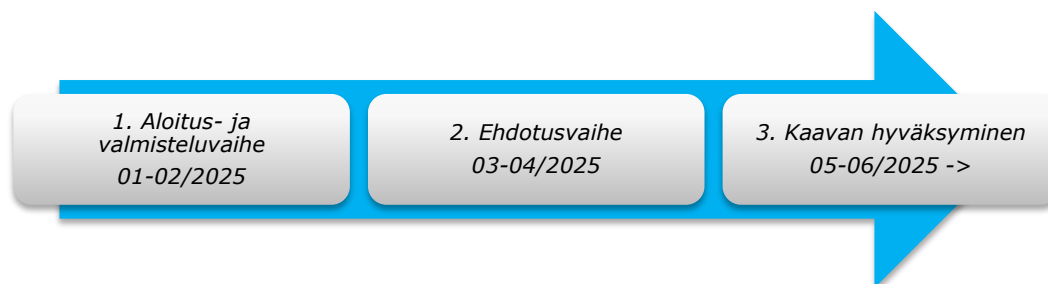 1. Aloitus- ja
valmisteluvaihe
01-02/2025
2. Ehdotusvaihe
03-04/2025
3. Kaavan hyväksyminen
05-06/2025 ->